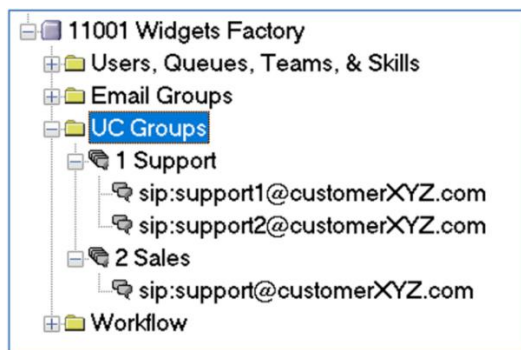 11001 Widgets Factory
Users, Queues, Teams, & Skills
Email Groups
UC Groups
1 Support
sip:support1@customerXYZ.com
sip:support2@customerXYZ.com
2 Sales
sip:support@customerXYZ.com
Workflow